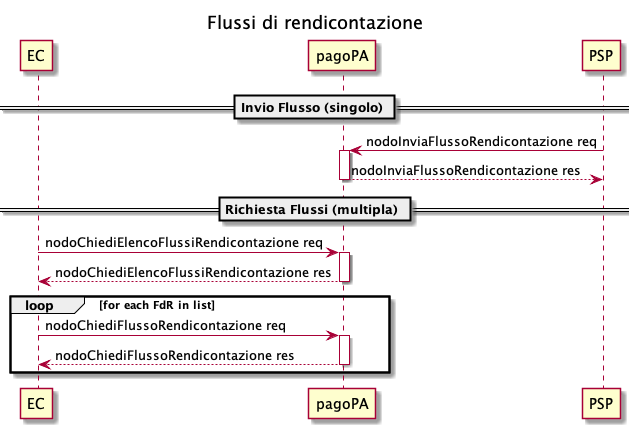 Flussi di rendicontazione
EC pagoPA PSP
Invio Flusso (singolo)
nodoInviaFlussoRendicontazione req
nodoInviaFlussoRendicontazione res
Richiesta Flussi (multipla)
nodoChiediElencoFlussiRendicontazione req
nodoChiediElencoFlussiRendicontazione res
loop [for each FdR in list]
nodoChiediFlussoRendicontazione req
nodoChiediFlussoRendicontazione res
EC pagoPA PSP